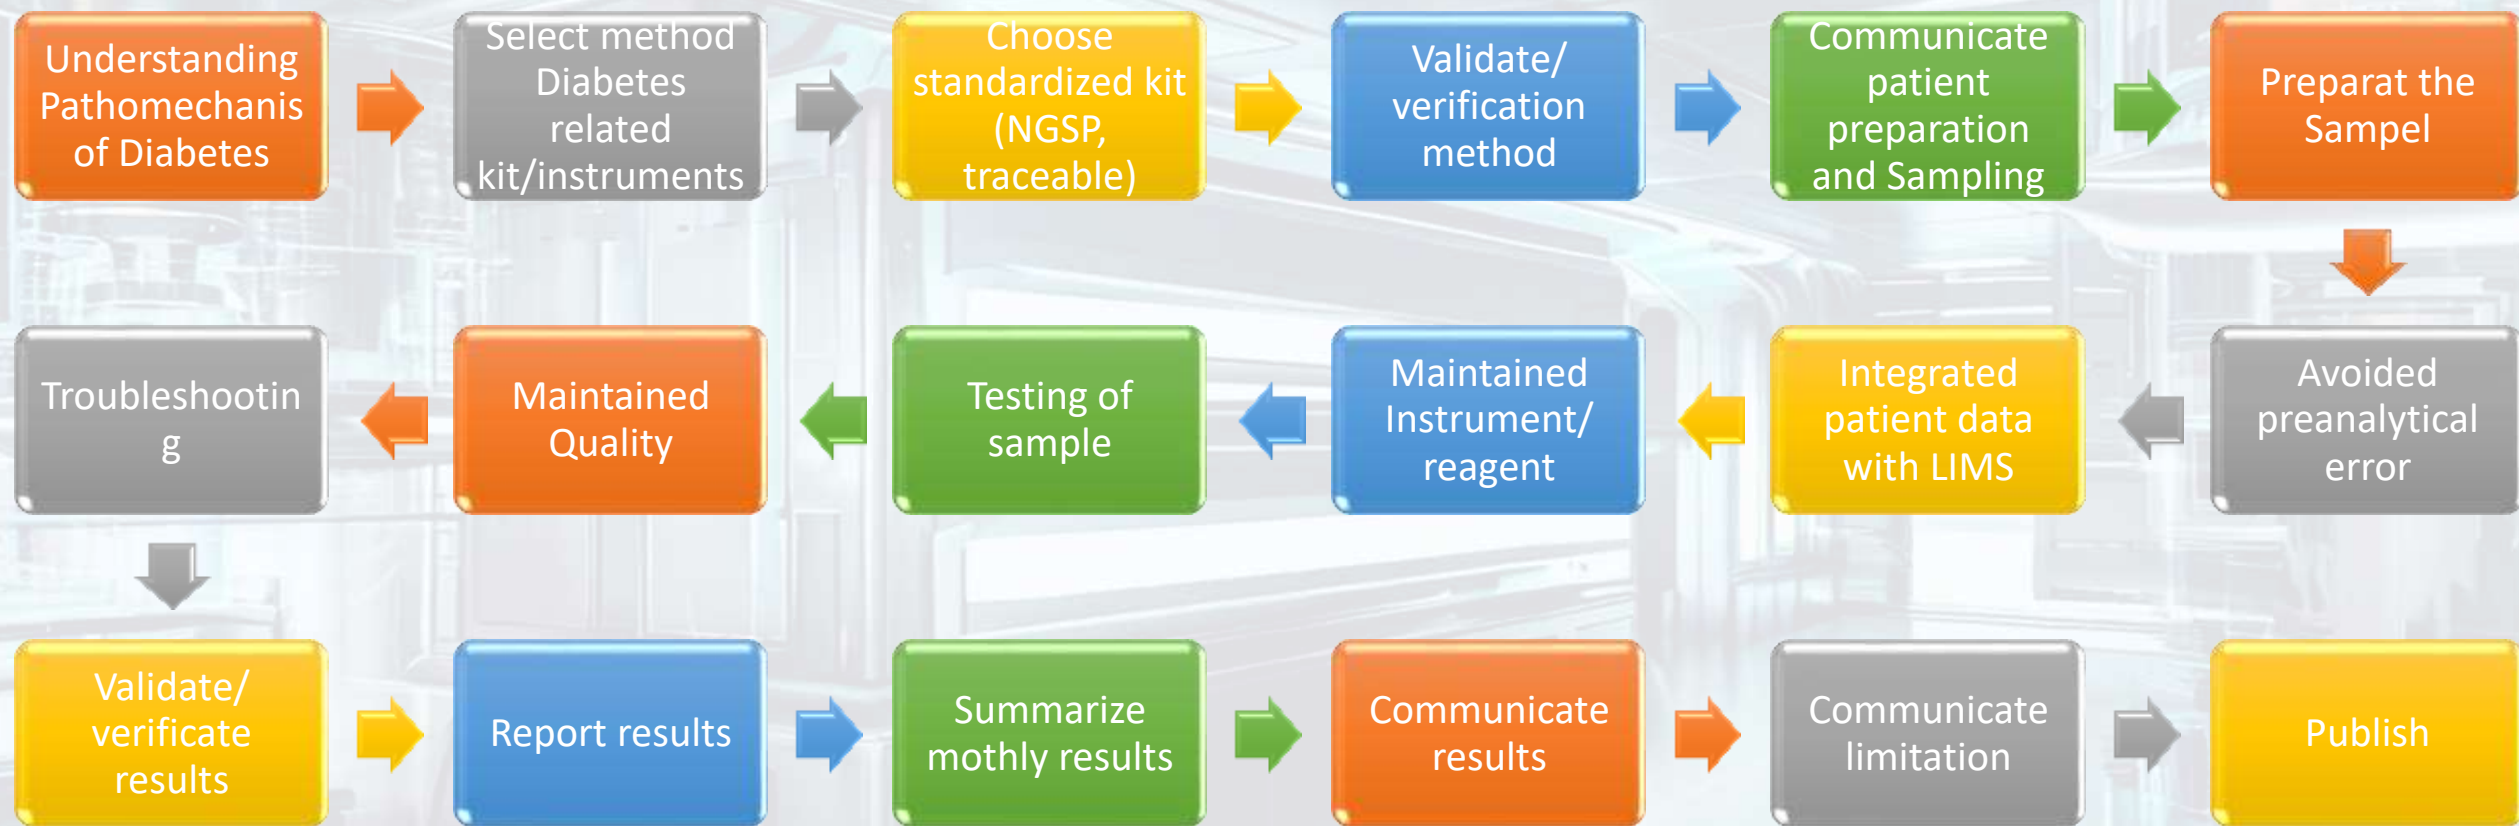 Understanding
Pathomechanis
of Diabetes
Select method
Diabetes
related
kit/instruments
Choose
standardized kit
(NGSP,
traceable)
Validate/
verification
method
Communicate
patient
preparation
and Sampling
Preparat the
Sampel
Avoided
preanalytical
error
Integrated
patient data
with LIMS
Maintained
Instrument/
reagent
Testing of
sample
Maintained
Quality
Troubleshootin
g
Validate/
verificate
results
Report results
Summarize
mothly results
Communicate
results
Communicate
limitation
Publish